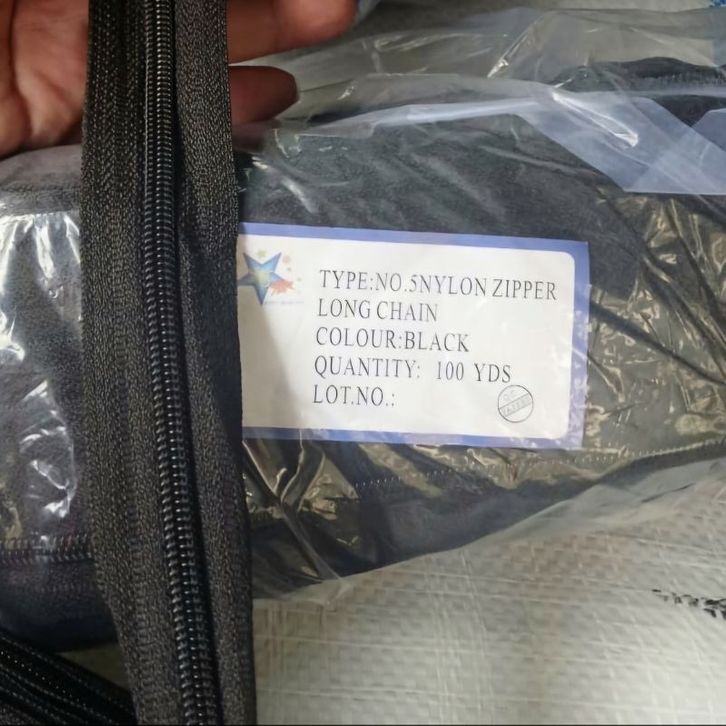 TYPE:NO.5NYLON ZIPPER
LONG CHAIN
COLOUR:BLACK
QUANTITY: 100 YDS
LOT.NO.: